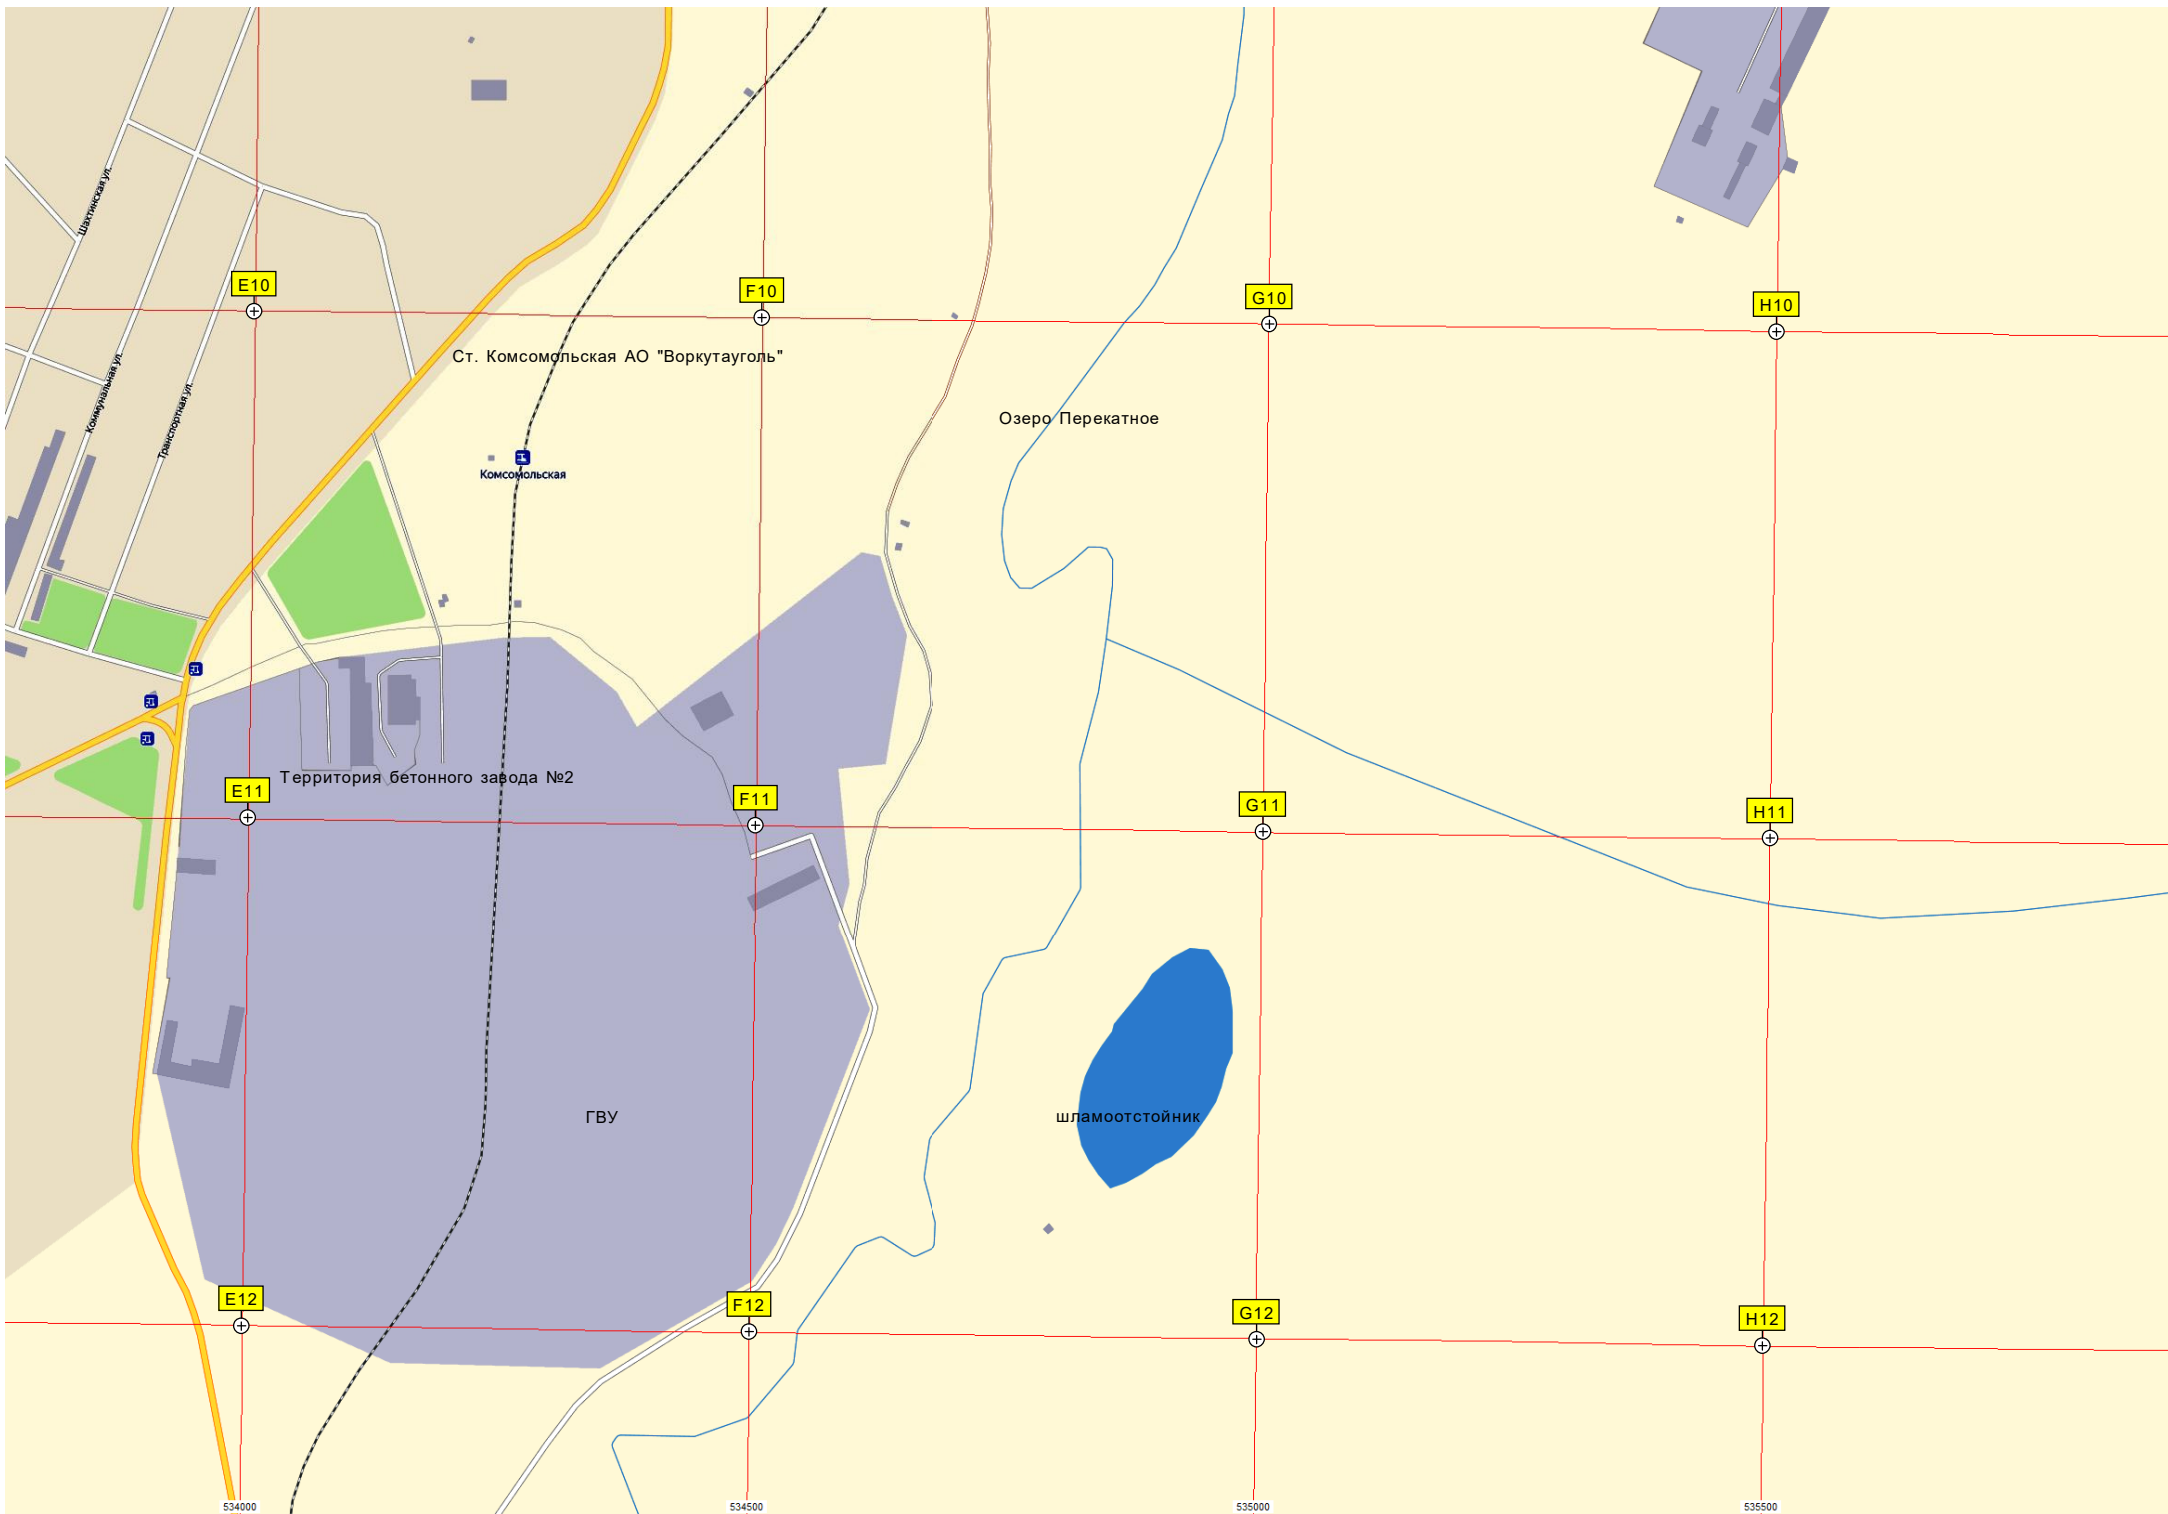 Шахтинская ул.
E10
F10
G10
H10
Ст. Комсомольская АО "Воркутауголь"
Коммунальная ул.
Транспортная ул.
Озеро Перекатное
Комсомольская
Территория бетонного завода №2
E11
F11
G11
H11
ГВУ
шламоотстойник
E12
F12
G12
H12
534000
534500
535000
535500